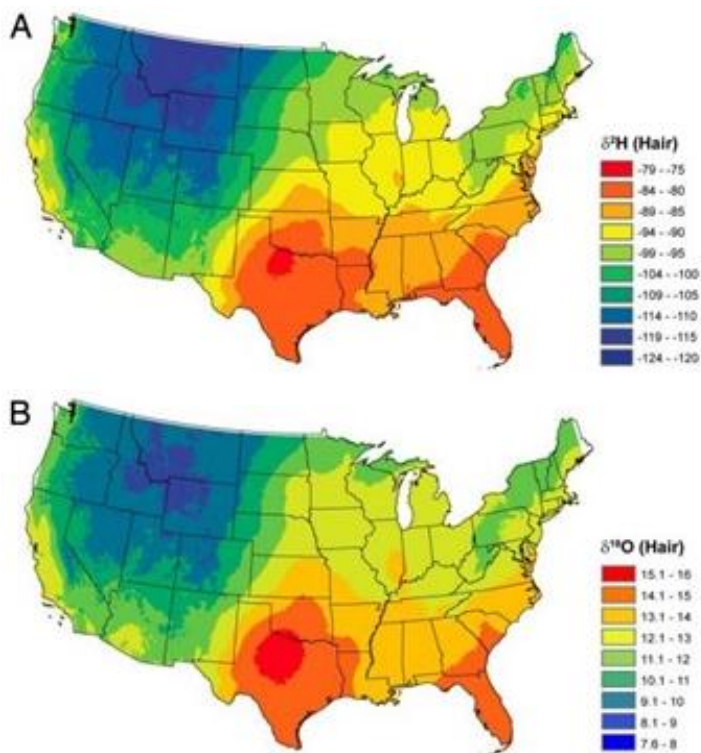 A
δ²H (Hair)
-79 - -75
-84 - -80
-89 - -85
-94 - -90
-99 - -95
-104 - -100
-109 - -105
-114 - -110
-119 - -115
-124 - -120
B
δ¹⁸O (Hair)
15.1 - 16
14.1 - 15
13.1 - 14
12.1 - 13
11.1 - 12
10.1 - 11
9.1 - 10
8.1 - 9
7.6 - 8